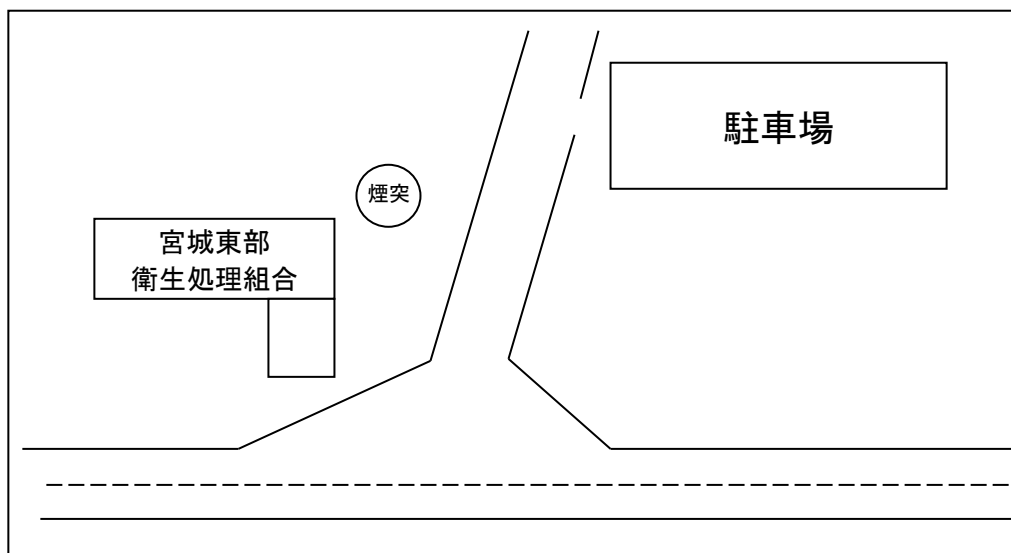 駐車場
煙突
宮城東部
衛生処理組合